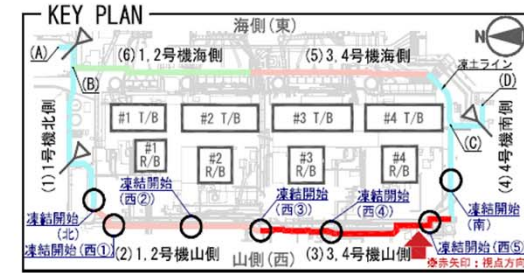 KEY PLAN
海側(東)
N
(A)
(6)1,2号機海側
(5)3,4号機海側
凍土ライン
(B)
(D)
(1)1号機北側
#1 T/B
#2 T/B
#3 T/B
#4 T/B
(C)
(4)4号機南側
#1
R/B
#2
R/B
#3
R/B
#4
R/B
凍結開始
(西②)
凍結開始
(西③)
凍結開始
(西④)
凍結開始
(南)
凍結開始
(北)
凍結開始(西①)
(2)1,2号機山側
(3)3,4号機山側
凍結開始(西⑤)
山側(西)
※赤矢印:視点方向